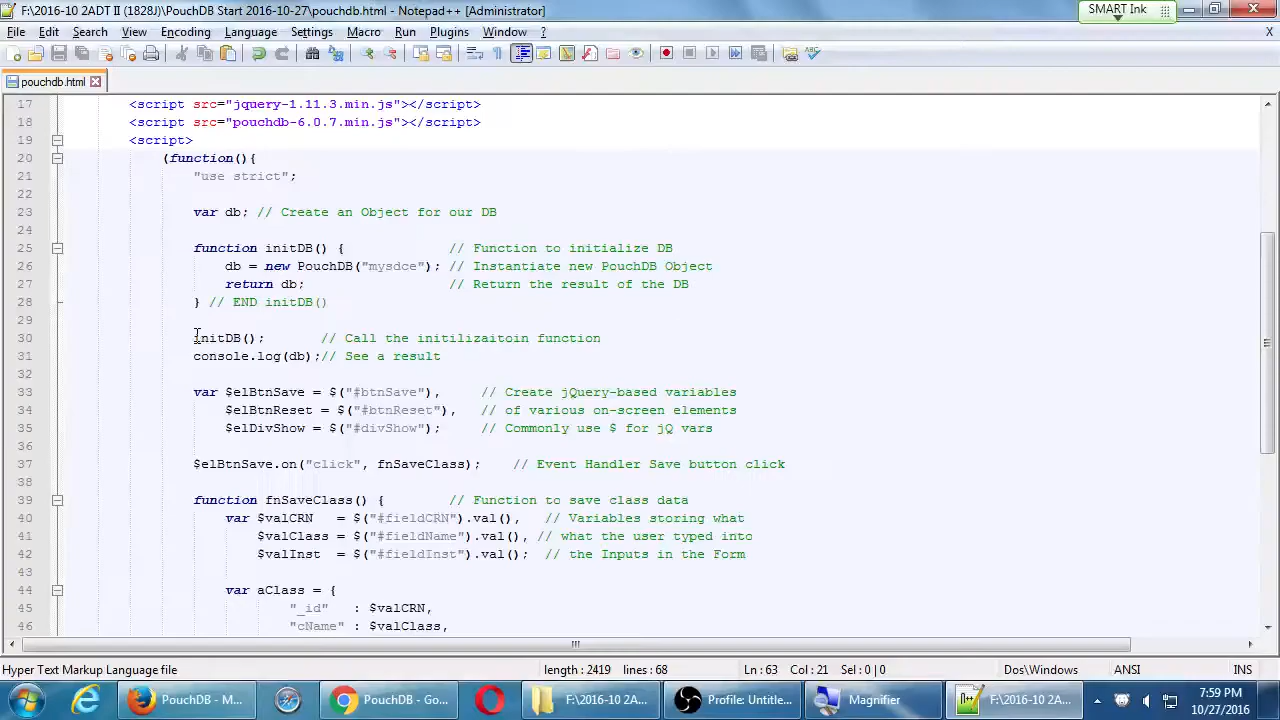 F:\2016-10 2ADT II (1828J)\PouchDB Start 2016-10-27\pouchdb.html - Notepad++ [Administrator]
SMART Ink
File Edit Search View Encoding Language Settings Macro Run Plugins Window ? X
pouchdb.html
17 <script src="jquery-1.11.3.min.js"></script>
18 <script src="pouchdb-6.0.7.min.js"></script>
19 <script>
20 (function(){
21 "use strict";
22
23 var db; // Create an Object for our DB
24
25 function initDB() { // Function to initialize DB
26 db = new PouchDB("mysdce"); // Instantiate new PouchDB Object
27 return db; // Return the result of the DB
28 } // END initDB()
29
30 initDB(); // Call the initilizaitoin function
31 console.log(db);// See a result
32
33 var $elBtnSave = $("#btnSave"), // Create jQuery-based variables
34 $elBtnReset = $("#btnReset"), // of various on-screen elements
35 $elDivShow = $("#divShow"); // Commonly use $ for jQ vars
36
37 $elBtnSave.on("click", fnSaveClass); // Event Handler Save button click
38
39 function fnSaveClass() { // Function to save class data
40 var $valCRN = $("#fieldCRN").val(), // Variables storing what
41 $valClass = $("#fieldName").val(), // what the user typed into
42 $valInst = $("#fieldInst").val(); // the Inputs in the Form
43
44 var aClass = {
45 "_id" : $valCRN,
46 "cName" : $valClass,
Hyper Text Markup Language file length : 2419 lines : 68 Ln : 63 Col : 21 Sel : 0 | 0 Dos\Windows ANSI INS
PouchDB - M... PouchDB - Go... F:\2016-10 2A... Profile: Untitle... Magnifier F:\2016-10 2A... 7:59 PM
10/27/2016